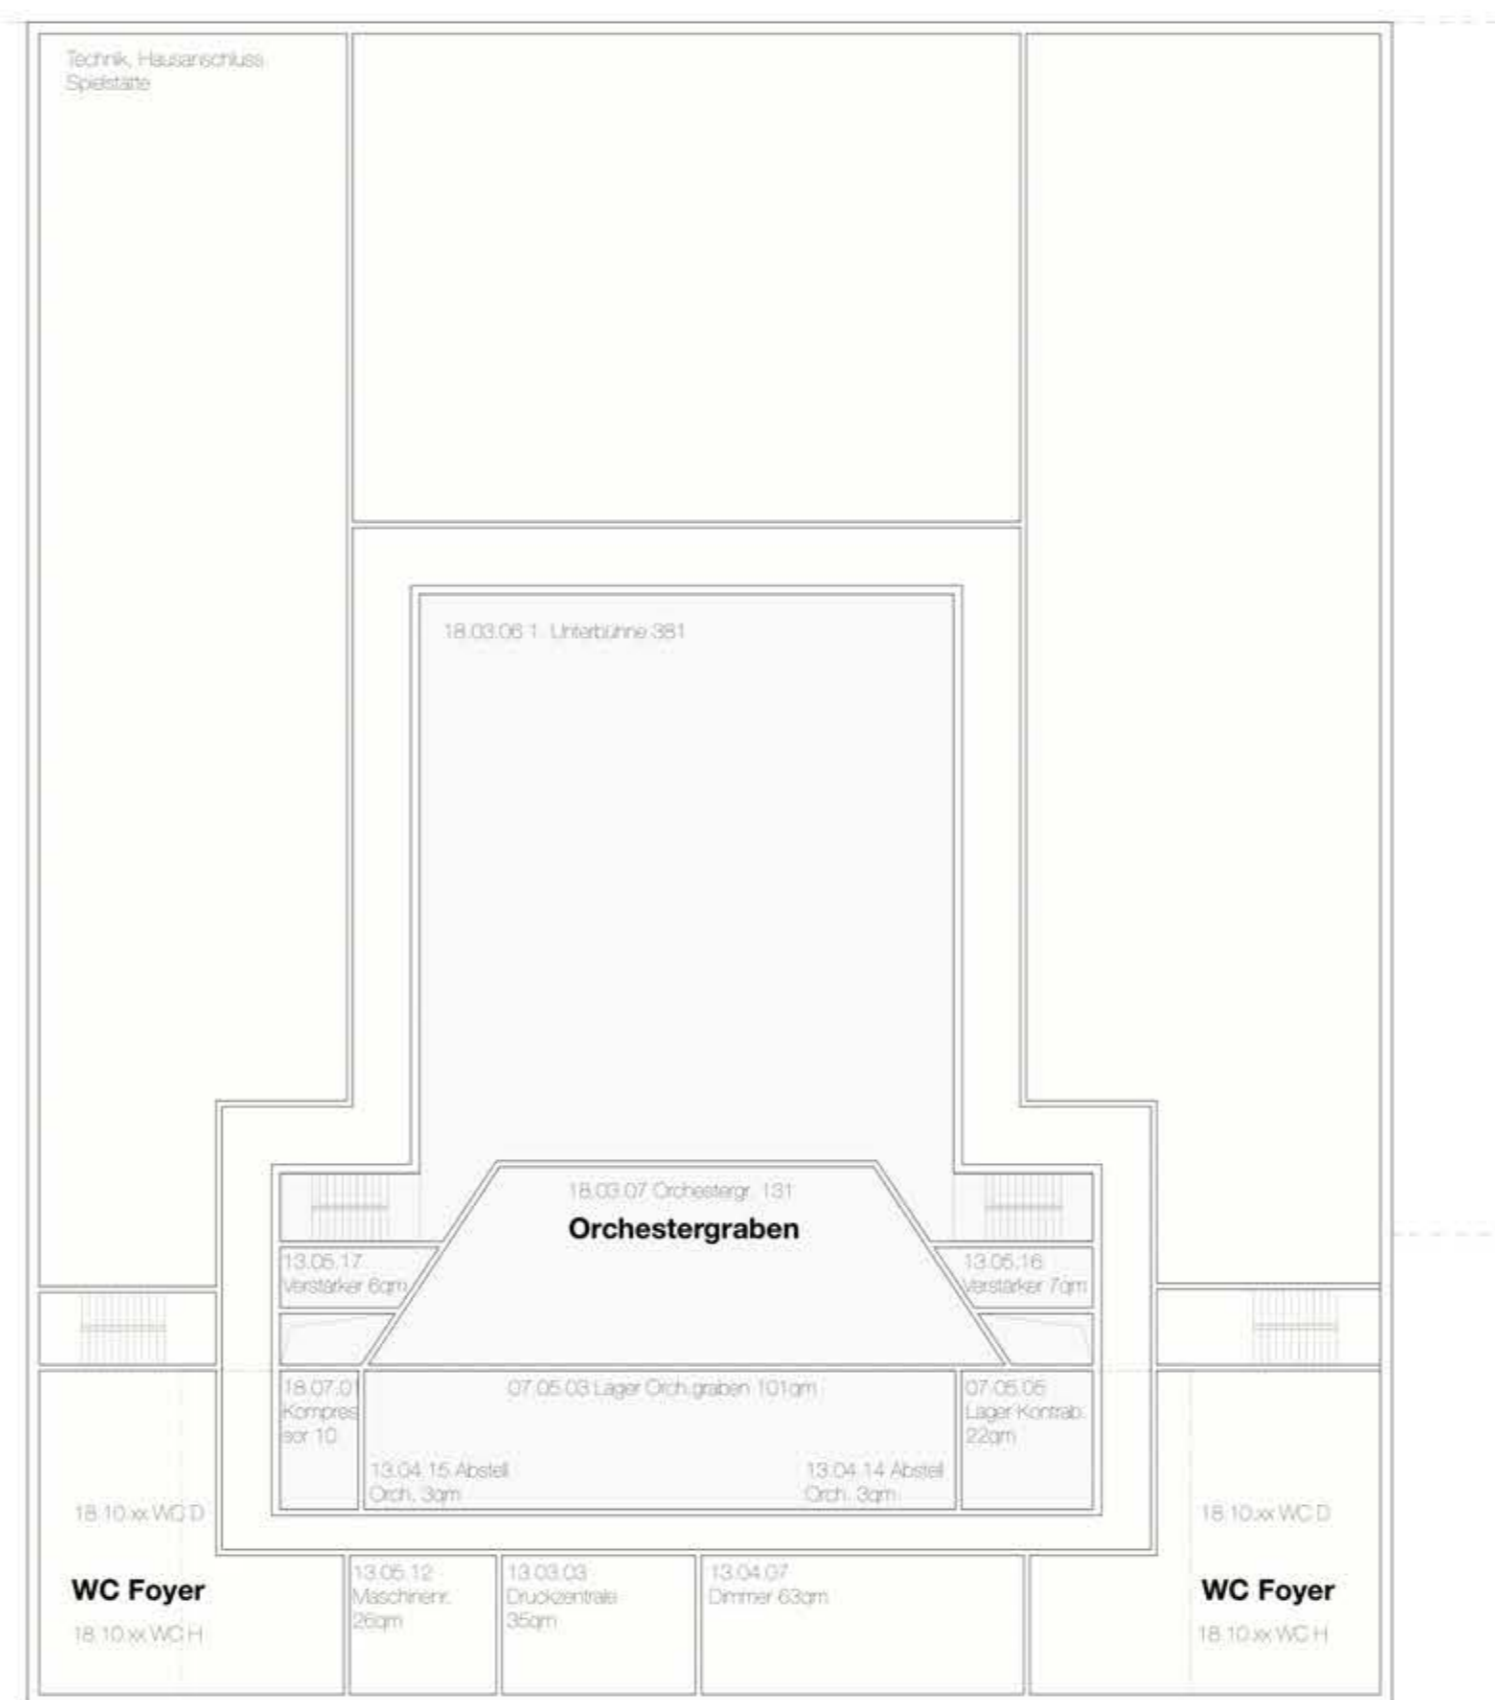 Technik, Hausanschluss
Spielstätte
18.03.06 1. Unterbühne 381
18.03.07 Orchestergr. 131
Orchestergraben
13.05.17
Verstärker 6qm
13.05.16
Verstärker 7qm
18.07.01
Kompres
sor 10
07.05.03 Lager Orch.graben 101qm
07.05.05
Lager Kontrab.
22qm
13.04.15 Abstell
Orch. 3qm
13.04.14 Abstell
Orch. 3qm
18.10.xx WC D
WC Foyer
18.10.xx WC H
13.05.12
Maschinenr.
26qm
13.03.03
Druckzentrale
35qm
13.04.07
Dimmer 63qm
18.10.xx WC D
WC Foyer
18.10.xx WC H